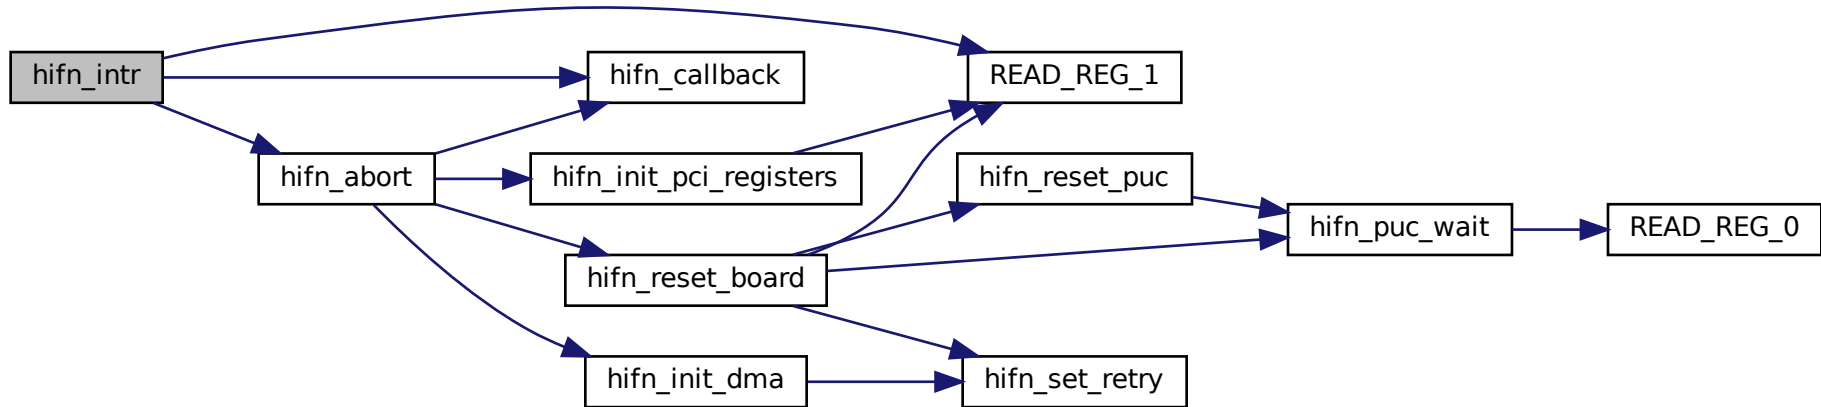 hifn_intr
hifn_callback
READ_REG_1
hifn_abort
hifn_init_pci_registers
hifn_reset_puc
hifn_puc_wait
READ_REG_0
hifn_reset_board
hifn_init_dma
hifn_set_retry